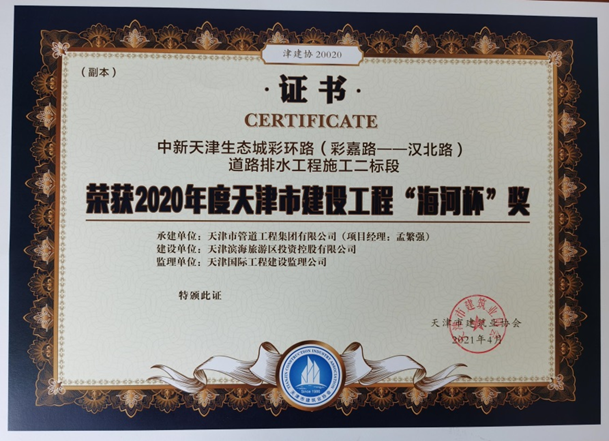 津建协 20020
（副本）
·证书·
CERTIFICATE
中新天津生态城彩环路（彩嘉路——汉北路）
道路排水工程施工二标段
荣获2020年度天津市建设工程“海河杯”奖
承建单位：天津市管道工程集团有限公司（项目经理：孟繁强）
建设单位：天津滨海旅游区投资控股有限公司
监理单位：天津国际工程建设监理公司
特颁此证
天津市建筑业协会
2021年4月